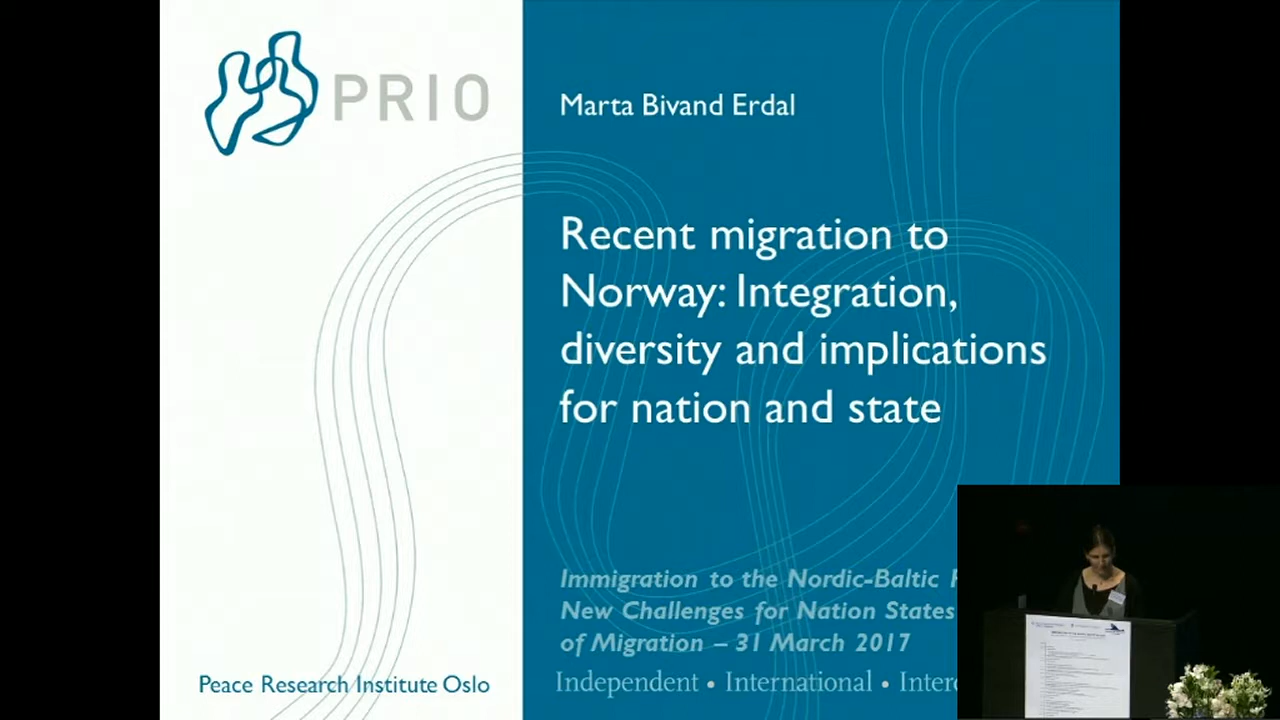 PRIO
Marta Bivand Erdal
Recent migration to
Norway: Integration,
diversity and implications
for nation and state
Immigration to the Nordic-Baltic
New Challenges for Nation States
of Migration – 31 March 2017
Peace Research Institute Oslo
Independent • International •